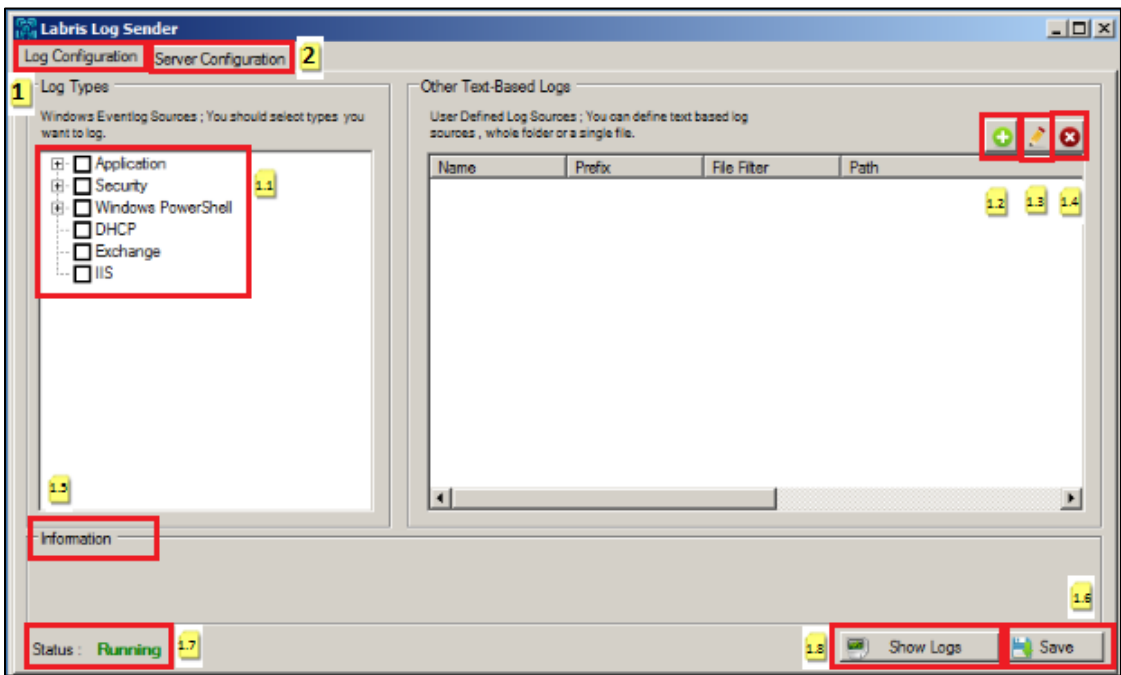 Labris Log Sender
Log Configuration Server Configuration 2
1 Log Types
Windows Eventlog Sources ; You should select types you
want to log.
Application
Security
1.1
Windows PowerShell
DHCP
Exchange
IIS
1.5
Other Text-Based Logs
User Defined Log Sources ; You can define text based log
sources , whole folder or a single file.
Name Prefix File Filter Path
1.2 1.3 1.4
Information
1.6
Status : Running 1.7
1.8 Show Logs Save